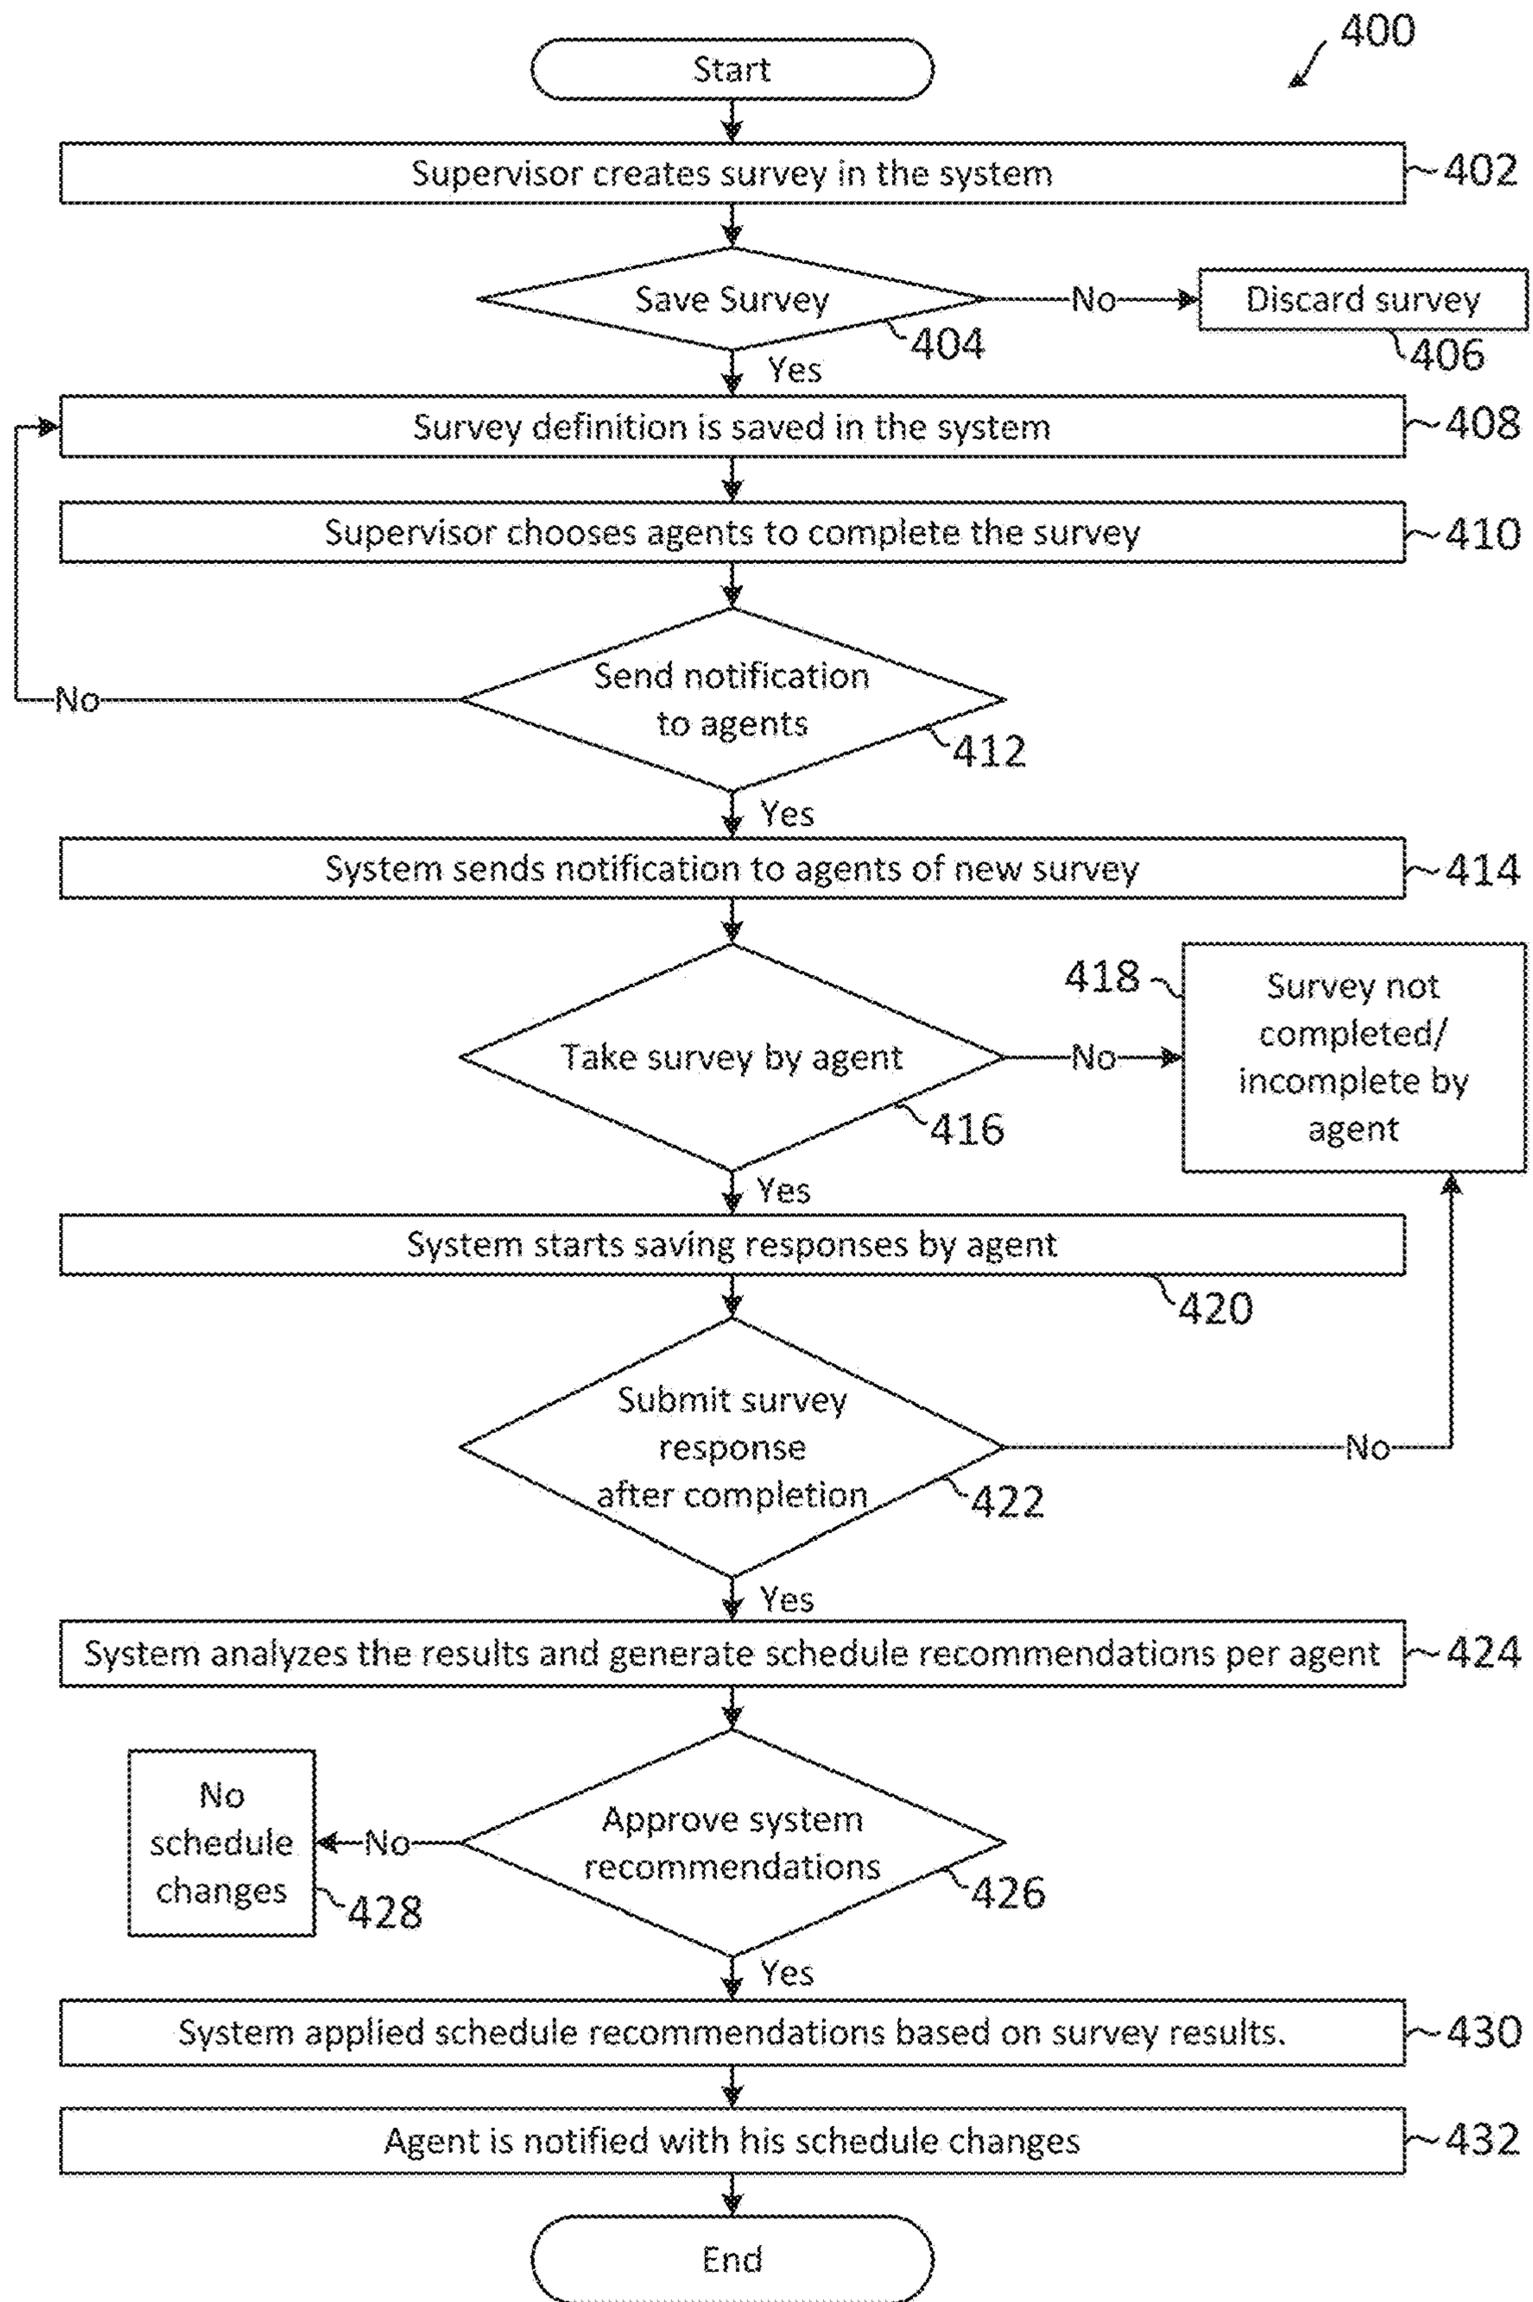 400
Start
Supervisor creates survey in the system
402
Save Survey
No
Discard survey
404
406
Yes
Survey definition is saved in the system
408
Supervisor chooses agents to complete the survey
410
Send notification
to agents
No
412
Yes
System sends notification to agents of new survey
414
418
Survey not
completed/
incomplete by
agent
Take survey by agent
No
416
Yes
System starts saving responses by agent
420
Submit survey
response
after completion
No
422
Yes
System analyzes the results and generate schedule recommendations per agent
424
No
schedule
changes
No
Approve system
recommendations
428
426
Yes
System applied schedule recommendations based on survey results.
430
Agent is notified with his schedule changes
432
End